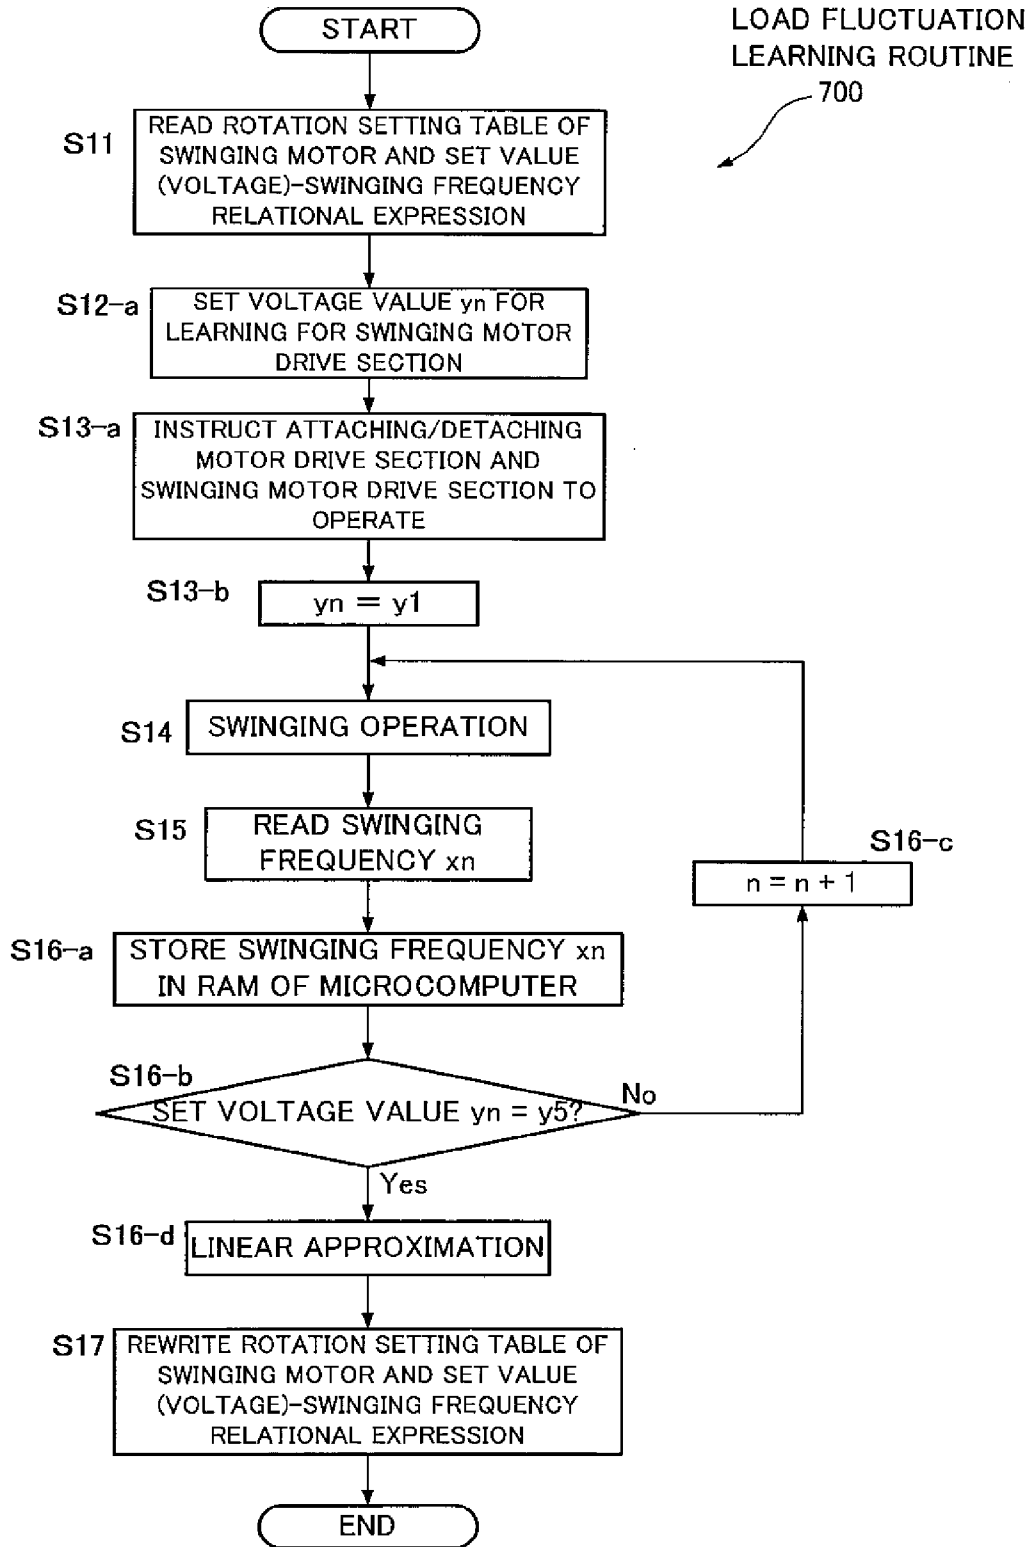 START
LOAD FLUCTUATION
LEARNING ROUTINE
700
S11
READ ROTATION SETTING TABLE OF
SWINGING MOTOR AND SET VALUE
(VOLTAGE)-SWINGING FREQUENCY
RELATIONAL EXPRESSION
S12-a
SET VOLTAGE VALUE yn FOR
LEARNING FOR SWINGING MOTOR
DRIVE SECTION
S13-a
INSTRUCT ATTACHING/DETACHING
MOTOR DRIVE SECTION AND
SWINGING MOTOR DRIVE SECTION TO
OPERATE
S13-b
yn = y1
S14
SWINGING OPERATION
S15
READ SWINGING
FREQUENCY xn
S16-c
n = n + 1
S16-a
STORE SWINGING FREQUENCY xn
IN RAM OF MICROCOMPUTER
S16-b
SET VOLTAGE VALUE yn = y5?
No
Yes
S16-d
LINEAR APPROXIMATION
S17
REWRITE ROTATION SETTING TABLE OF
SWINGING MOTOR AND SET VALUE
(VOLTAGE)-SWINGING FREQUENCY
RELATIONAL EXPRESSION
END